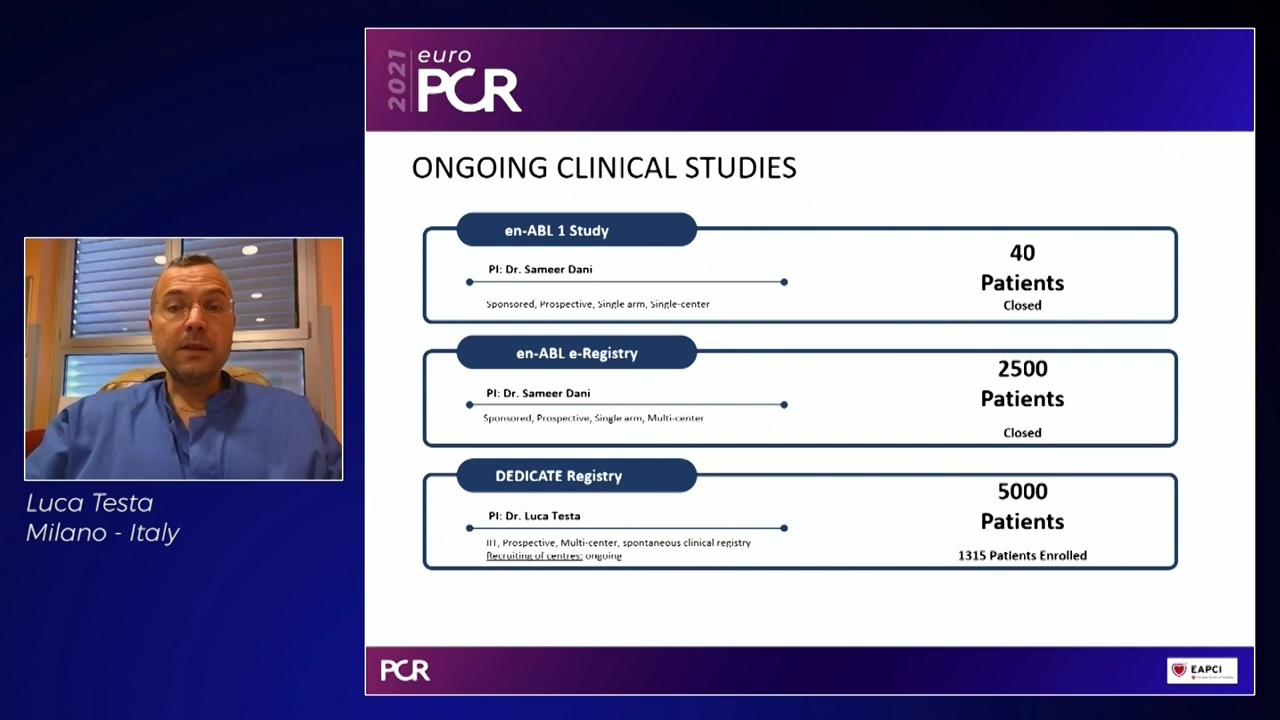 2021
euro
PCR
ONGOING CLINICAL STUDIES
en-ABL 1 Study
PI: Dr. Sameer Dani
Sponsored, Prospective, Single arm, Single-center
40
Patients
Closed
en-ABL e-Registry
PI: Dr. Sameer Dani
Sponsored, Prospective, Single arm, Multi-center
2500
Patients
Closed
DEDICATE Registry
PI: Dr. Luca Testa
IIT, Prospective, Multi-center, spontaneous clinical registry
Recruiting of centres: ongoing
5000
Patients
1315 Patients Enrolled
Luca Testa
Milano - Italy
PCR
EAPCI